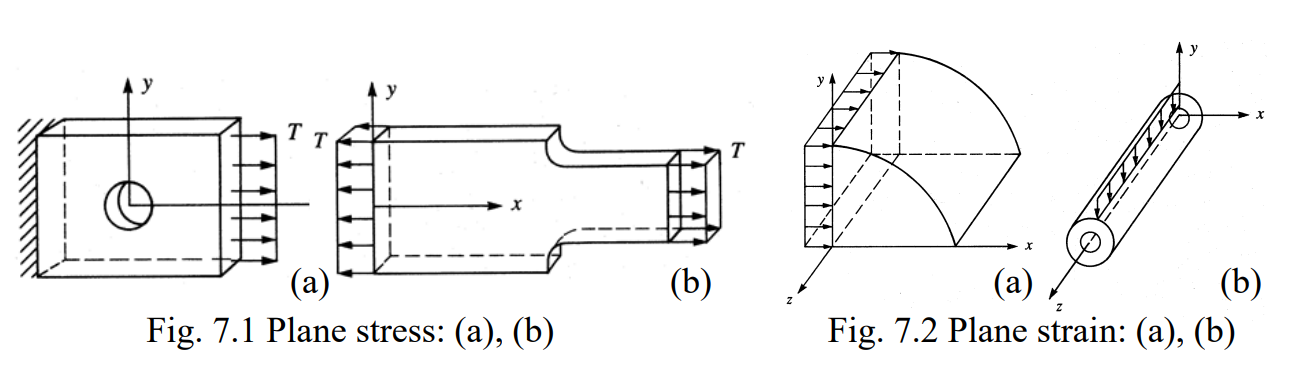 y
T
(a)
y
T
x
T
(b)
Fig. 7.1 Plane stress: (a), (b)
y
x
z
(a)
y
x
z
(b)
Fig. 7.2 Plane strain: (a), (b)